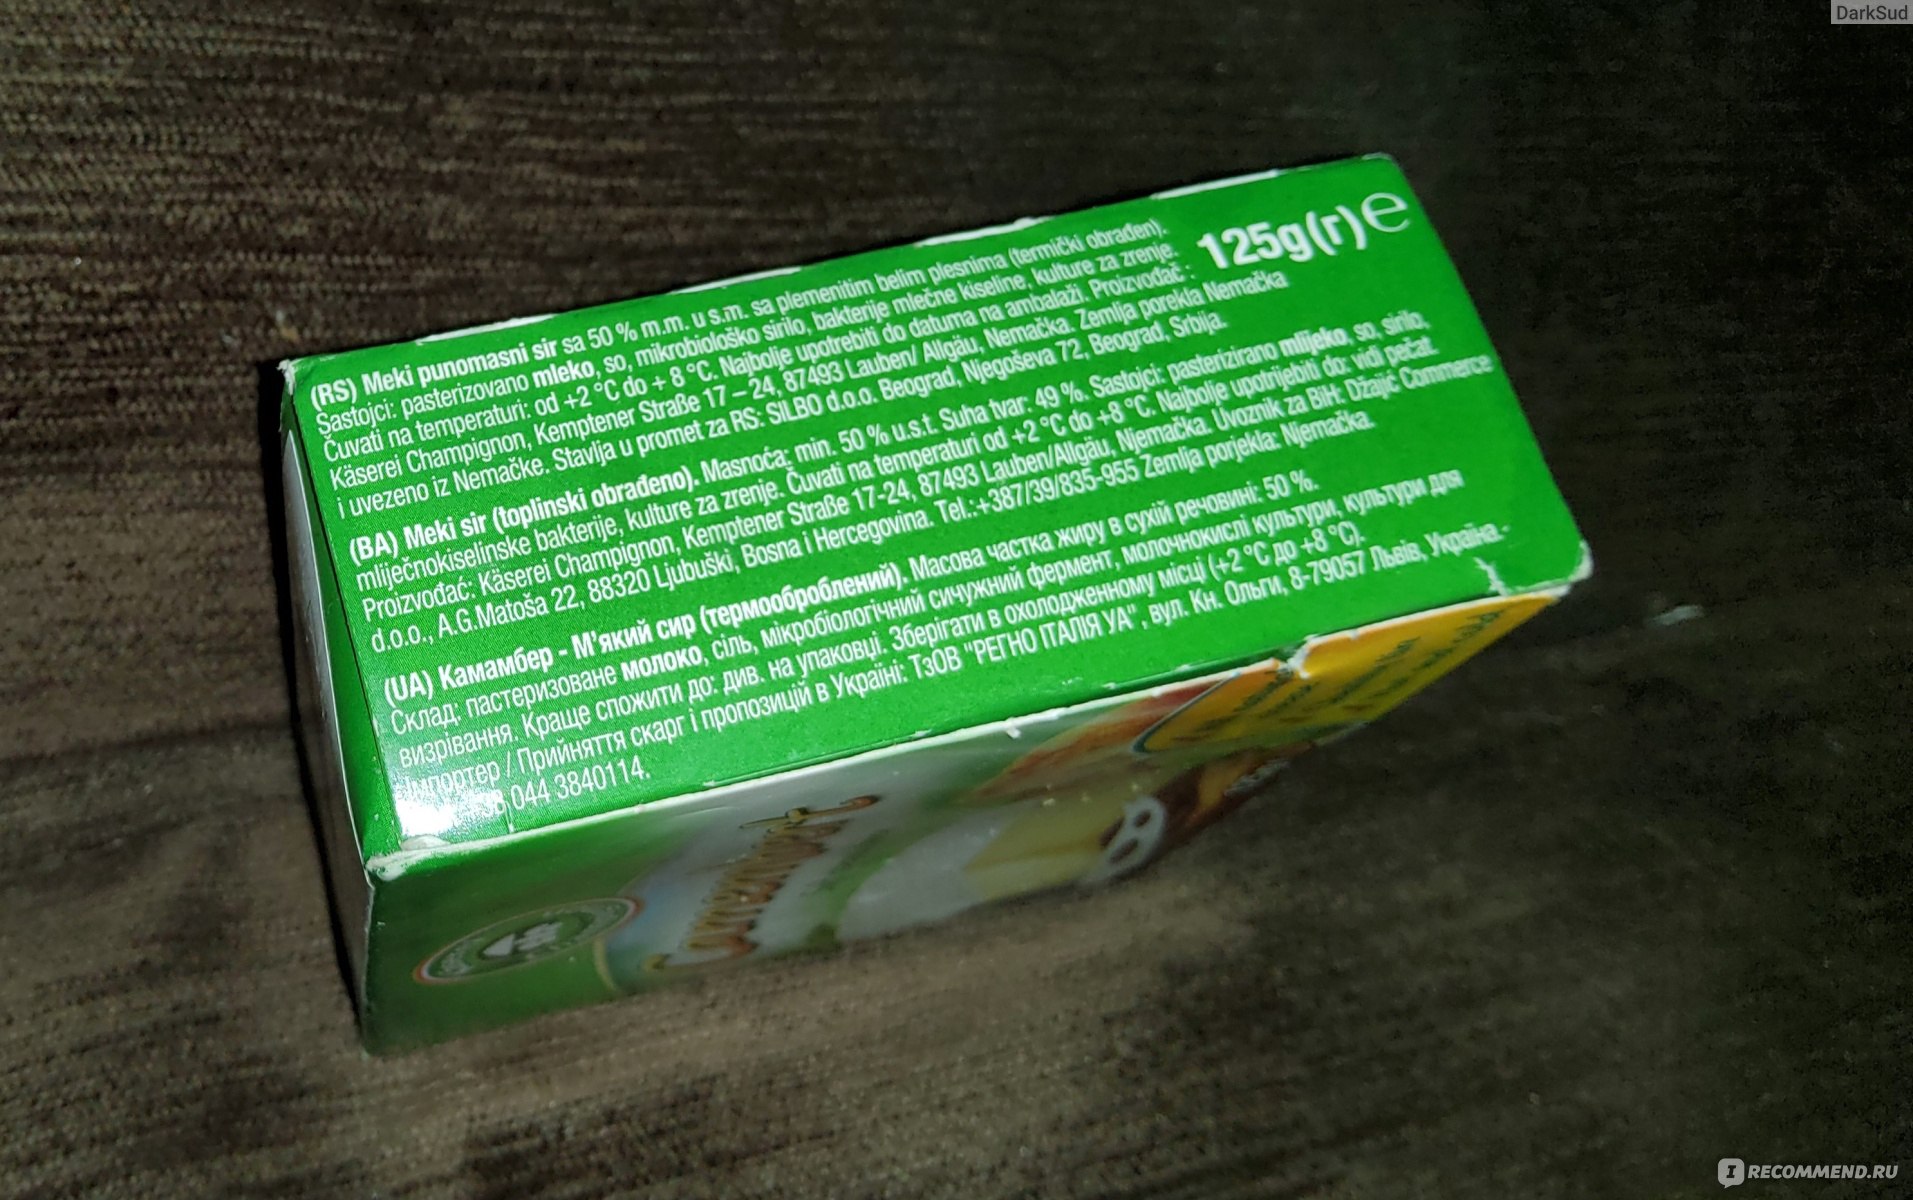 DarkSud
125g(г)℮
(RS) Meki punomasni sir sa 50 % m.m. u s.m. sa plemenitim belim plesnima (termički obrađen).
Sastojci: pasterizovano mleko, so, mikrobiološko sirilo, bakterije mlečne kiseline, kulture za zrenje.
Čuvati na temperaturi: od +2 °C do + 8 °C. Najbolje upotrebiti do datuma na ambalaži. Proizvođač :
Käserei Champignon, Kemptener Straße 17 – 24, 87493 Lauben/ Allgäu, Nemačka. Zemlja porekla Nemačka
i uvezeno iz Nemačke. Stavlja u promet za RS: SILBO d.o.o. Beograd, Njegoševa 72, Beograd, Srbija.
(BA) Meki sir (toplinski obrađeno). Masnoća: min. 50 % u.s.t. Suha tvar: 49 %. Sastojci: pasterizirano mlijeko, so, sirilo,
mliječnokiselinske bakterije, kulture za zrenje. Čuvati na temperaturi od +2 °C do +8 °C. Najbolje upotrijebiti do: vidi pečat.
Proizvođać: Käserei Champignon, Kemptener Straße 17-24, 87493 Lauben/Allgäu, Njemačka. Uvoznik za BiH: Džajić Commerce
d.o.o., A.G.Matoša 22, 88320 Ljubuški, Bosna i Hercegovina. Tel.:+387/39/835-955 Zemlja porjekla: Njemačka.
(UA) Камамбер - М'який сир (термооброблений). Масова частка жиру в сухій речовині: 50 %.
Склад: пастеризоване молоко, сіль, мікробіологічний сичужний фермент, молочнокислі культури, культури для
визрівання. Краще спожити до: див. на упаковці. Зберігати в охолодженному місці (+2 °C до +8 °C).
Імпортер / Прийняття скарг і пропозицій в Україні: ТзОВ "РЕГНО ІТАЛІЯ УА", вул. Кн. Ольги, 8-79057 Львів, Україна.-
38 044 3840114.
IRECOMMEND.RU